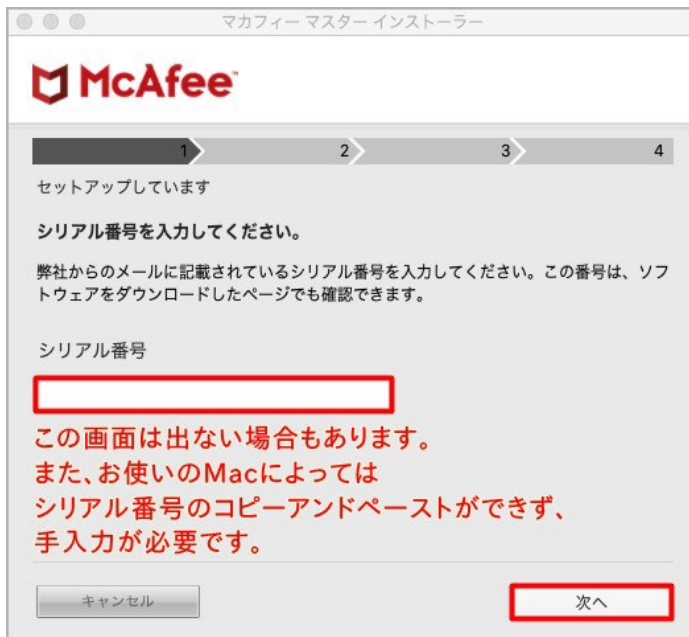 マカフィー マスター インストーラー
McAfee™
1 2 3 4
セットアップしています
シリアル番号を入力してください。
弊社からのメールに記載されているシリアル番号を入力してください。この番号は、ソフ
トウェアをダウンロードしたページでも確認できます。
シリアル番号
この画面は出ない場合もあります。
また、お使いのMacによっては
シリアル番号のコピーアンドペーストができず、
手入力が必要です。
キャンセル 次へ